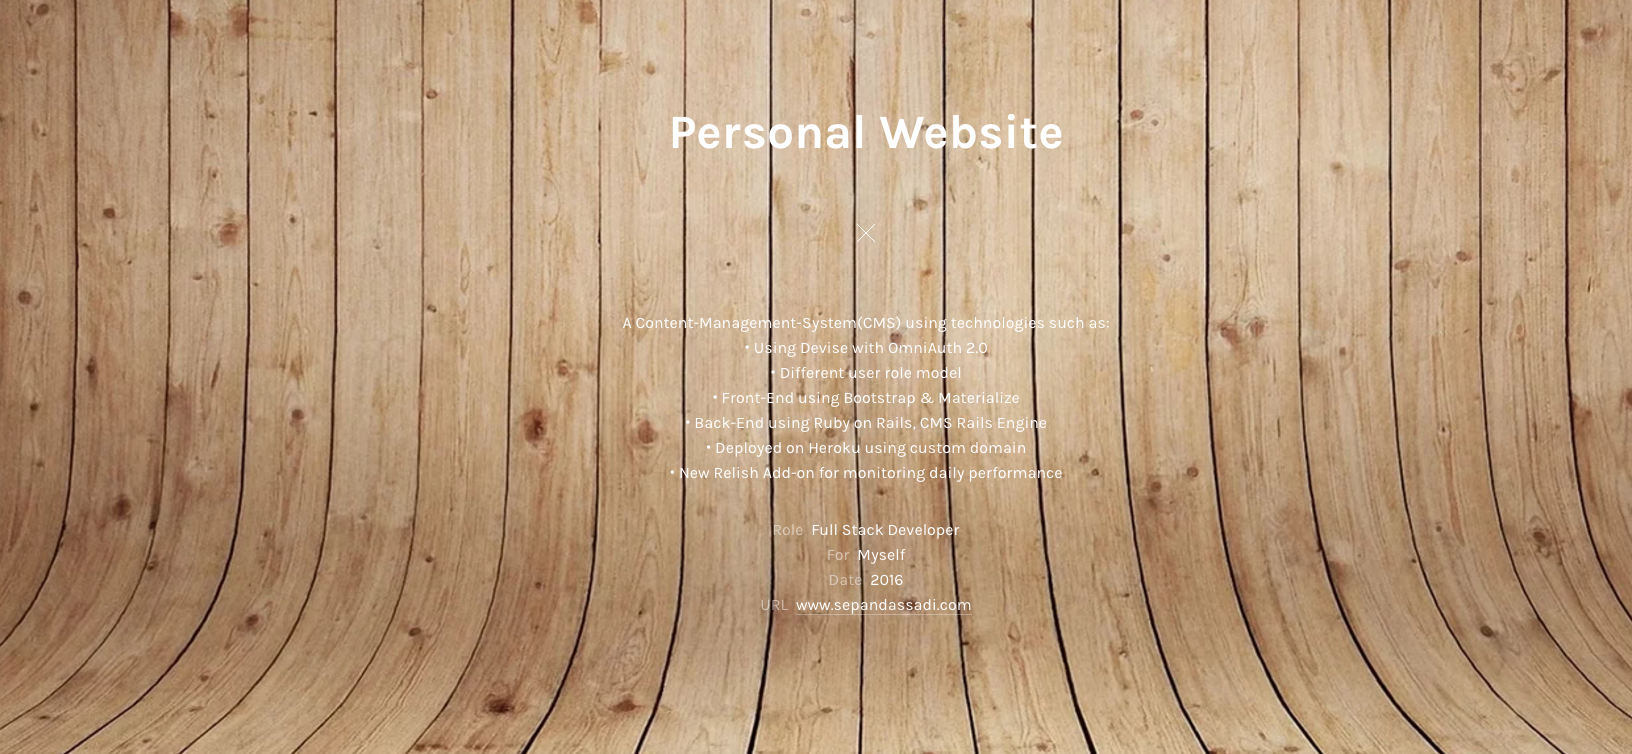 Personal Website
A Content-Management-System(CMS) using technologies such as:
• Using Devise with OmniAuth 2.0
• Different user role model
• Front-End using Bootstrap & Materialize
• Back-End using Ruby on Rails, CMS Rails Engine
• Deployed on Heroku using custom domain
• New Relish Add-on for monitoring daily performance
Role Full Stack Developer
For Myself
Date 2016
URL www.sepandassadi.com